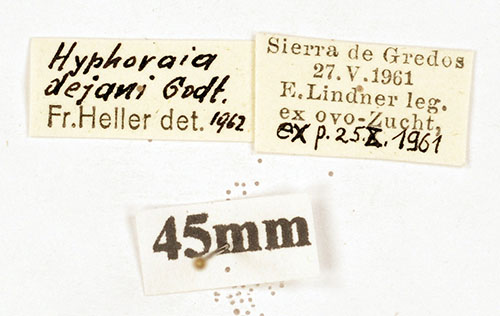 Hyphoraia
dejani Godt.
Fr. Heller det. 1962
Sierra de Gredos
27.V.1961
E. Lindner leg.
ex ovo-Zucht,
ex p. 25.X. 1961
45mm